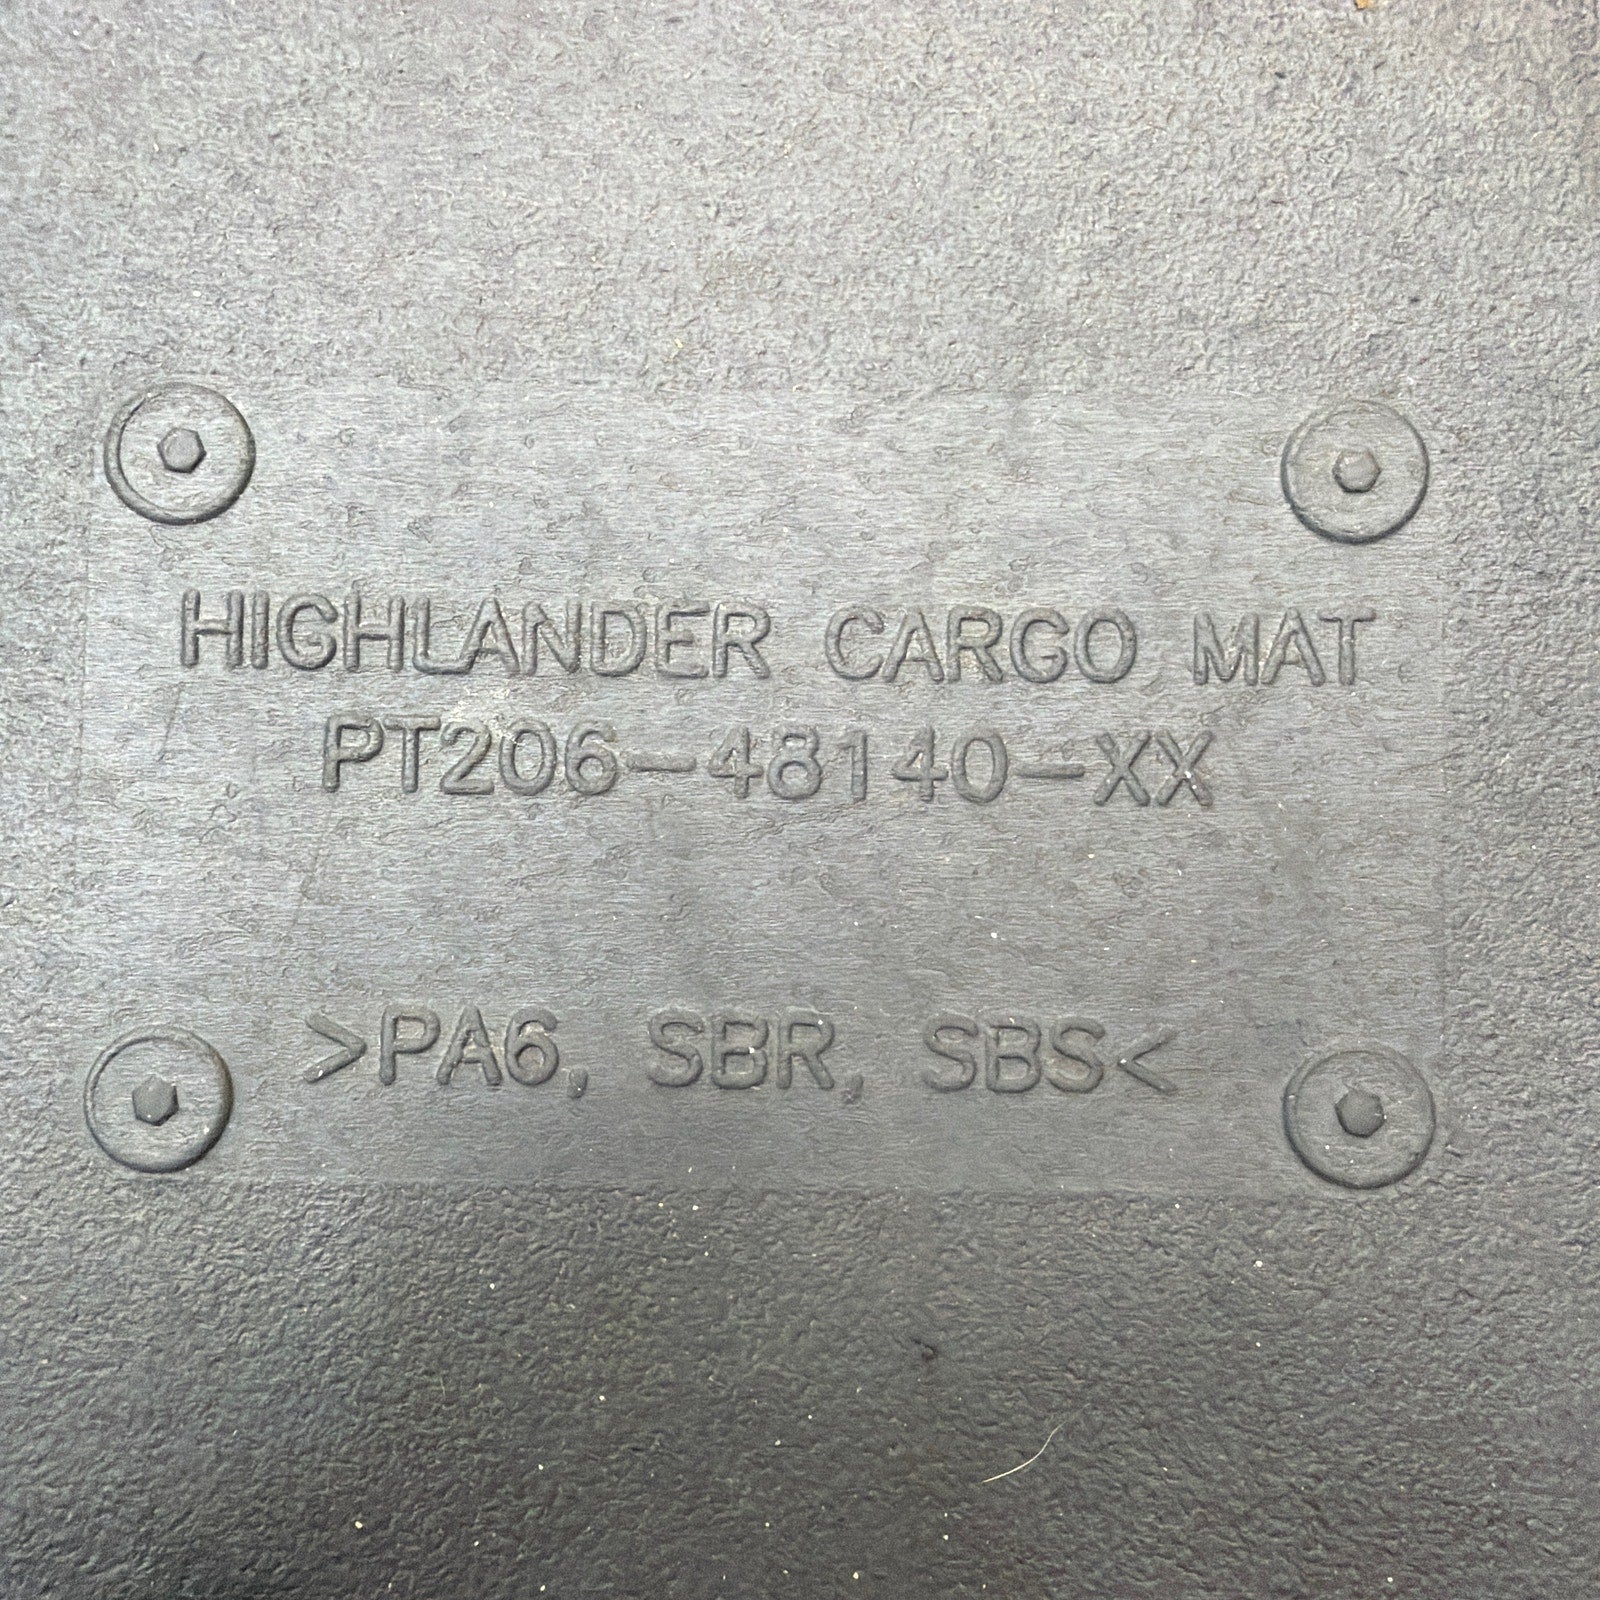 HIGHLANDER CARGO MAT
PT206-48140-XX
>PA6, SBR, SBS<